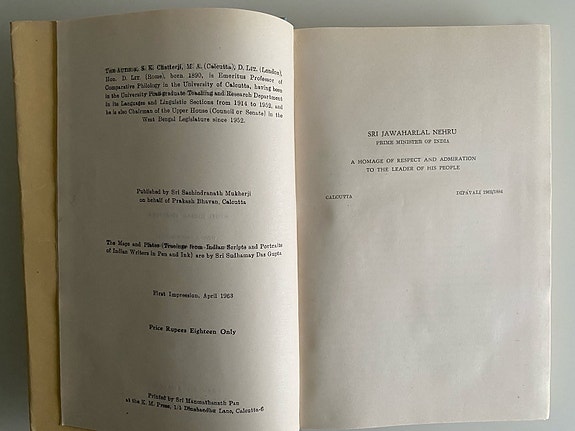 THE AUTHOR, S. K. Chatterji, M. A. (Calcutta), D. LIT. (London),
HON. D. LIT. (Rome), born 1890, is Emeritus Professor of
Comparative Philology in the University of Calcutta, having been
in the University Post-graduate Teaching and Research Department
in its Languages and Linguistic Sections from 1914 to 1952, and
he is also Chairman of the Upper House (Council or Senate) in the
West Bengal Legislature since 1952.
Published by Sri Sachindranath Mukherji
on behalf of Prakash Bhavan, Calcutta
The Maps and Plates (Tracings from Indian Scripts and Portraits
of Indian Writers in Pen and Ink) are by Sri Sudhamay Das Gupta
First Impression, April 1963
Price Rupees Eighteen Only
Printed by Sri Manmathanath Pan
at the K. M. Press, 1/1 Dinabandhu Lane, Calcutta-6
SRI JAWAHARLAL NEHRU
PRIME MINISTER OF INDIA
A HOMAGE OF RESPECT AND ADMIRATION
TO THE LEADER OF HIS PEOPLE
CALCUTTA
DIPAVALI